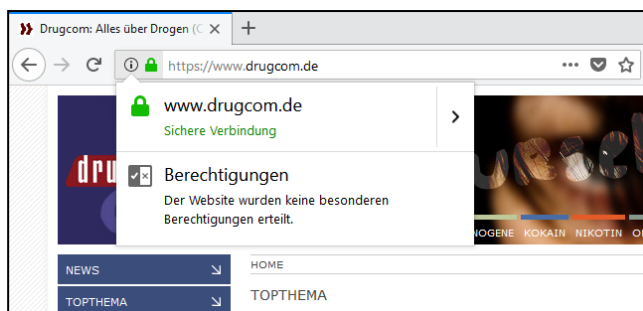 Drugcom: Alles über Drogen (
https://www.drugcom.de
www.drugcom.de
Sichere Verbindung
Berechtigungen
Der Website wurden keine besonderen
Berechtigungen erteilt.
dru
KOKAIN NIKOTIN
NEWS
TOPTHEMA
HOME
TOPTHEMA